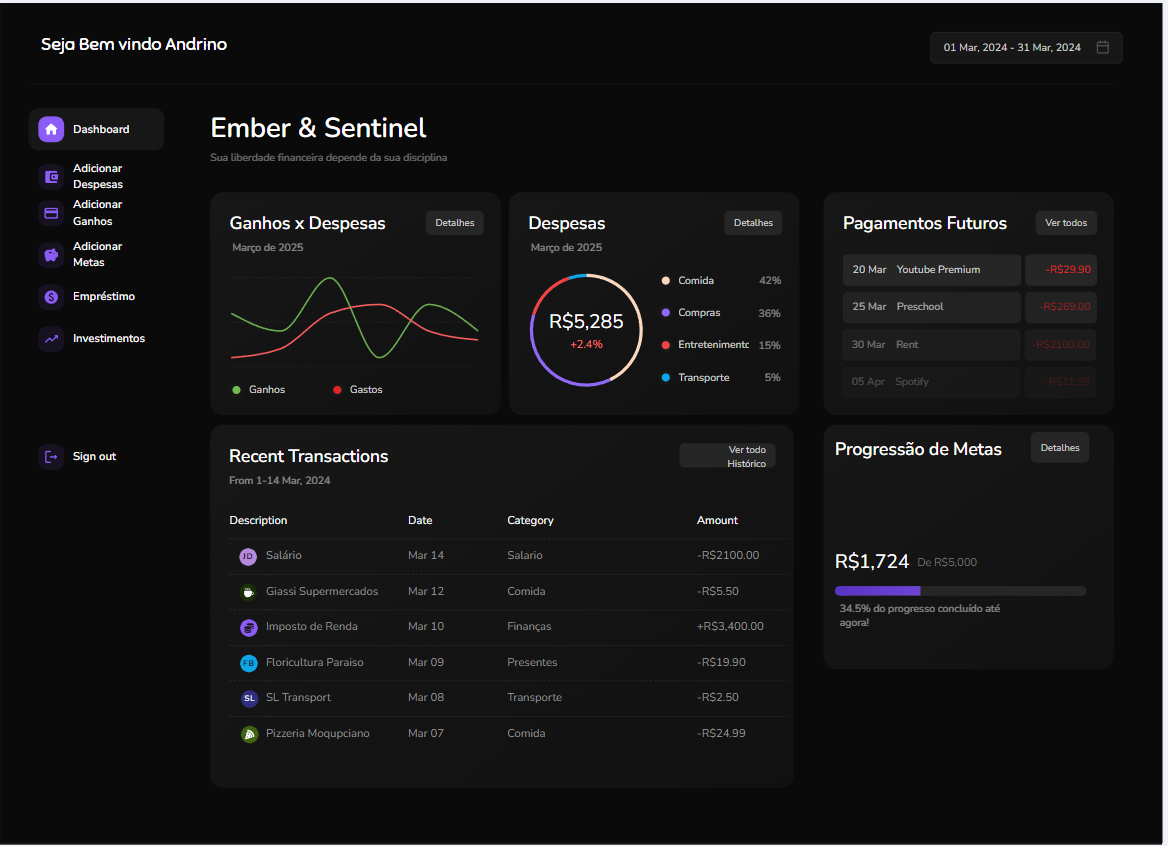 Seja Bem vindo Andrino
01 Mar, 2024 - 31 Mar, 2024
Dashboard
Adicionar
Despesas
Adicionar
Ganhos
Adicionar
Metas
Empréstimo
Investimentos
Sign out
Ember & Sentinel
Sua liberdade financeira depende da sua disciplina
Ganhos x Despesas
Detalhes
Março de 2025
Ganhos
Gastos
Despesas
Detalhes
Março de 2025
R$5,285
+2.4%
Comida 42%
Compras 36%
Entretenimento 15%
Transporte 5%
Pagamentos Futuros
Ver todos
20 Mar Youtube Premium -R$29.90
25 Mar Preschool -R$269.00
30 Mar Rent -R$2100.00
05 Apr Spotify -R$11.99
Recent Transactions
Ver todo
Histórico
From 1-14 Mar, 2024
Description Date Category Amount
JD Salário Mar 14 Salario -R$2100.00
Giassi Supermercados Mar 12 Comida -R$5.50
Imposto de Renda Mar 10 Finanças +R$3,400.00
FB Floricultura Paraiso Mar 09 Presentes -R$19.90
SL SL Transport Mar 08 Transporte -R$2.50
Pizzeria Moqupciano Mar 07 Comida -R$24.99
Progressão de Metas
Detalhes
R$1,724 De R$5,000
34.5% do progresso concluído até
agora!